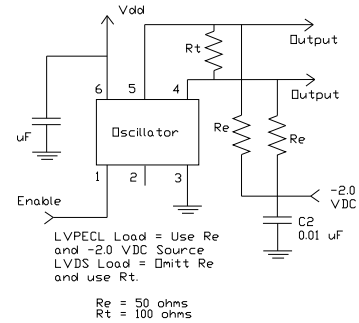 Vdd
Output
Rt
6
5
4
Output
Oscillator
Re
Re
uF
1
2
3
Enable
-2.0
VDC
C2
0.01 uF
LVPECL Load = Use Re
and -2.0 VDC Source
LVDS Load = Omitt Re
and use Rt.
Re = 50 ohms
Rt = 100 ohms